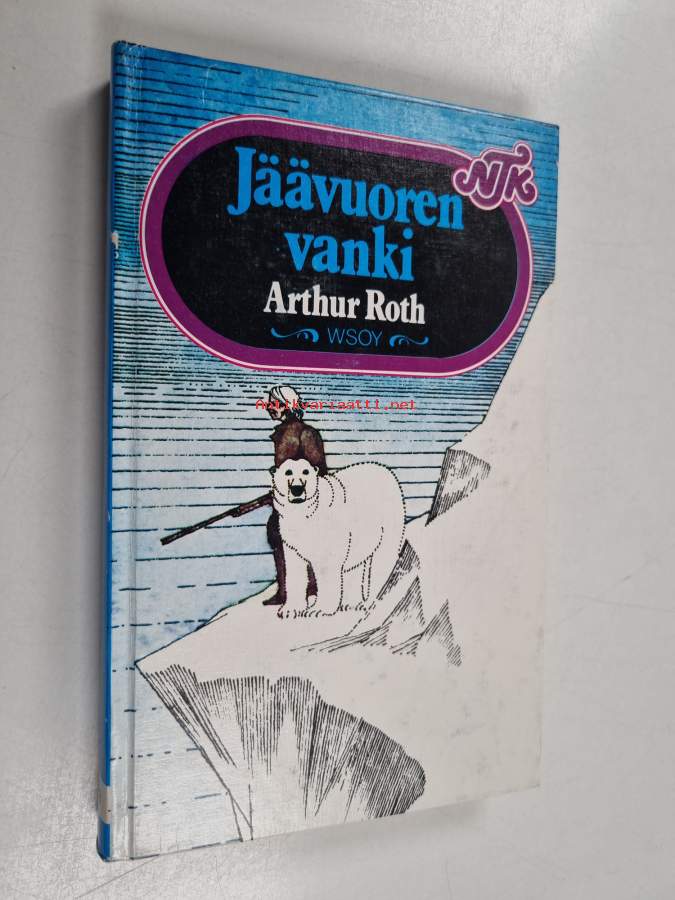 NTK
Jäävuoren
vanki
Arthur Roth
WSOY
Antikvariaatti.net